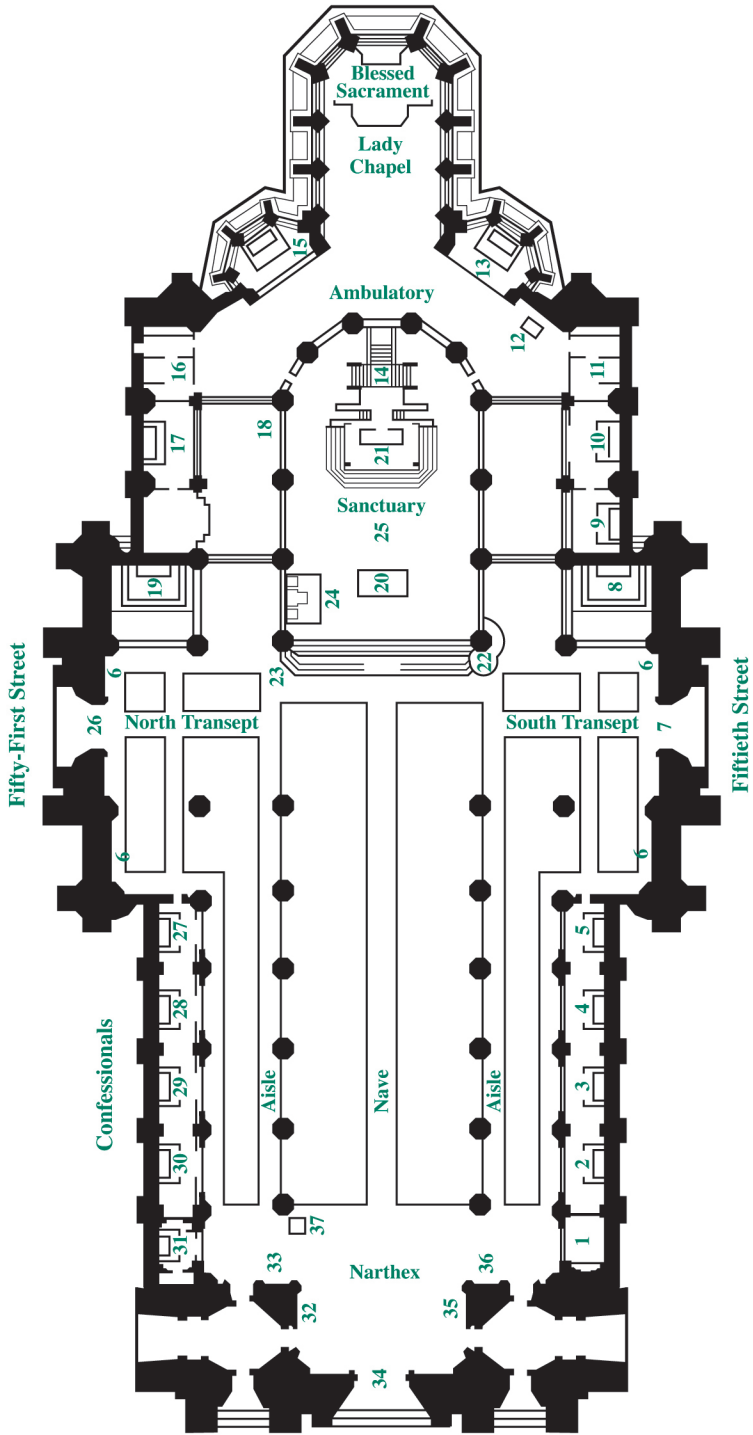 Blessed
Sacrament
Lady
Chapel
15
13
Ambulatory
12
16
14
11
18
17
21
10
Sanctuary
25
9
19
24
20
8
6
23
22
6
Fifty-First Street
26
North Transept
South Transept
7
Fiftieth Street
6
6
27
5
28
4
Confessionals
29
Aisle
Nave
Aisle
3
30
2
37
31
1
33
Narthex
36
32
35
34